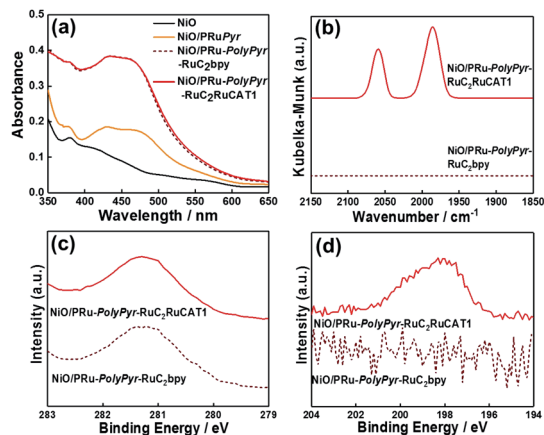 (a)
NiO
NiO/PRuPyr
NiO/PRu-PolyPyr
-RuC₂bpy
NiO/PRu-PolyPyr
-RuC₂RuCAT1
Absorbance
0.4
0.3
0.2
0.1
0.0
350 400 450 500 550 600 650
Wavelength / nm
(b)
NiO/PRu-PolyPyr-
RuC₂RuCAT1
NiO/PRu-PolyPyr-
RuC₂bpy
Kubelka-Munk (a.u.)
2150 2100 2050 2000 1950 1900 1850
Wavenumber / cm⁻¹
(c)
NiO/PRu-PolyPyr-RuC₂RuCAT1
NiO/PRu-PolyPyr-RuC₂bpy
Intensity (a.u.)
283 282 281 280 279
Binding Energy / eV
(d)
NiO/PRu-PolyPyr-RuC₂RuCAT1
NiO/PRu-PolyPyr-RuC₂bpy
Intensity (a.u.)
204 202 200 198 196 194
Binding Energy / eV